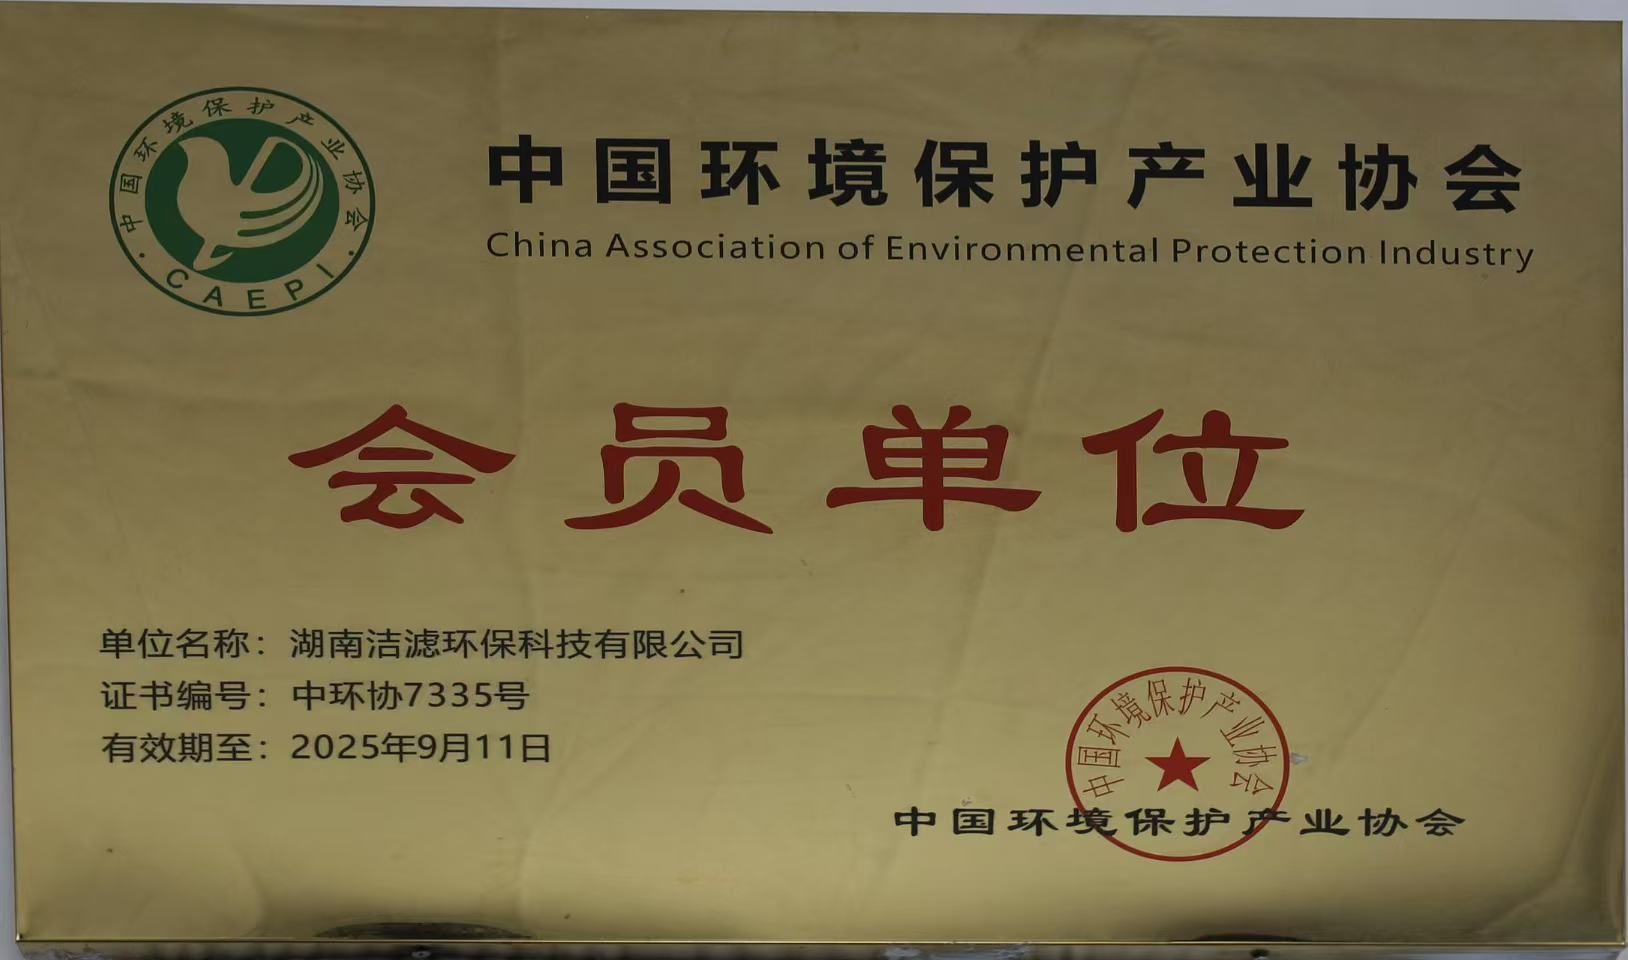 中国环境保护产业协会
CAEPI
中国环境保护产业协会
China Association of Environmental Protection Industry
会员单位
单位名称：湖南洁滤环保科技有限公司
证书编号：中环协7335号
有效期至：2025年9月11日
中国环境保护产业协会
中国环境保护产业协会